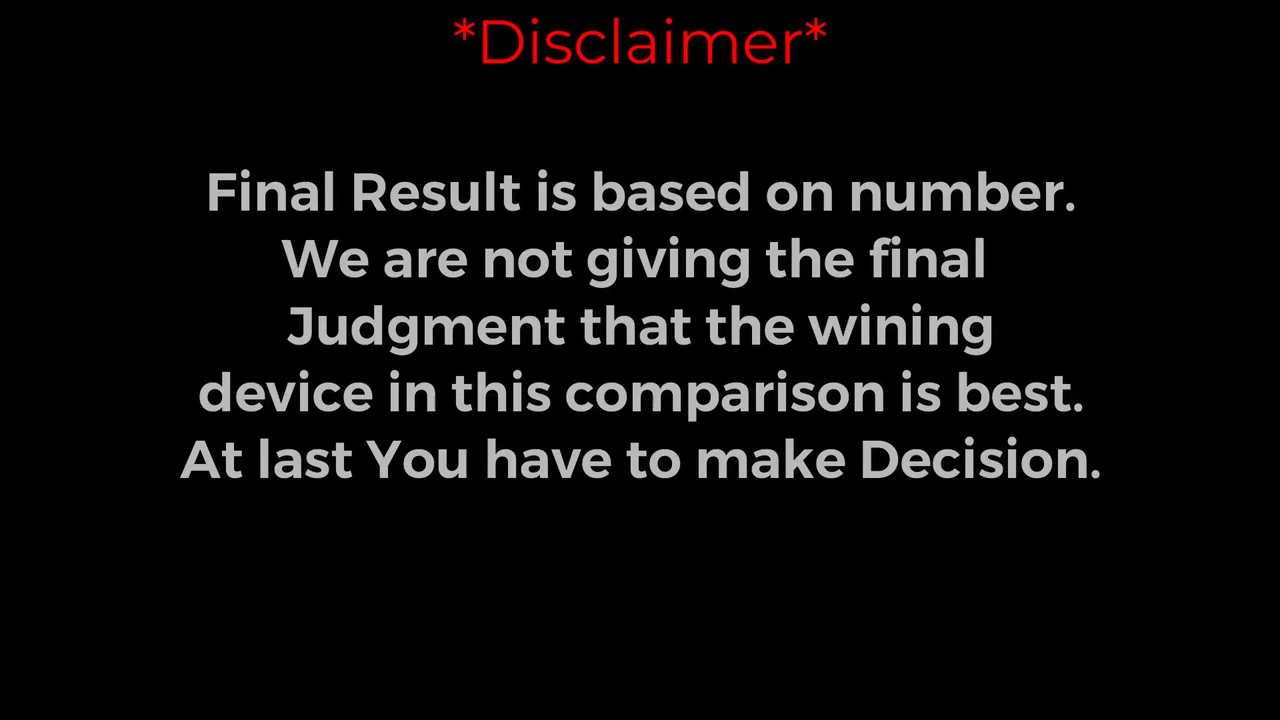 *Disclaimer*
Final Result is based on number.
We are not giving the final
Judgment that the wining
device in this comparison is best.
At last You have to make Decision.